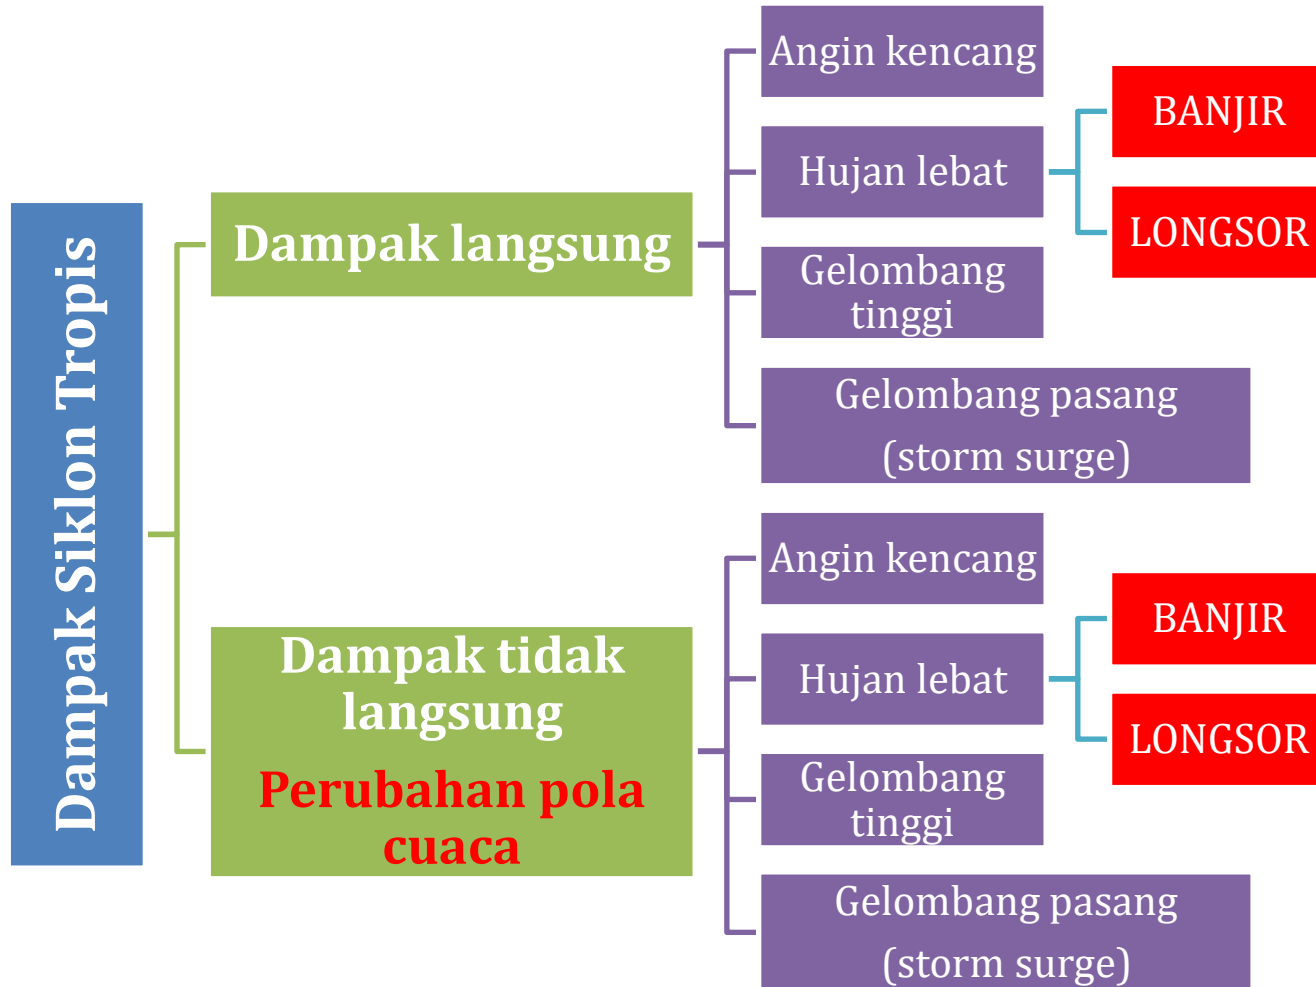 Dampak Siklon Tropis
Dampak langsung
Angin kencang
Hujan lebat
BANJIR
LONGSOR
Gelombang
tinggi
Gelombang pasang
(storm surge)
Dampak tidak
langsung
Perubahan pola
cuaca
Angin kencang
Hujan lebat
BANJIR
LONGSOR
Gelombang
tinggi
Gelombang pasang
(storm surge)